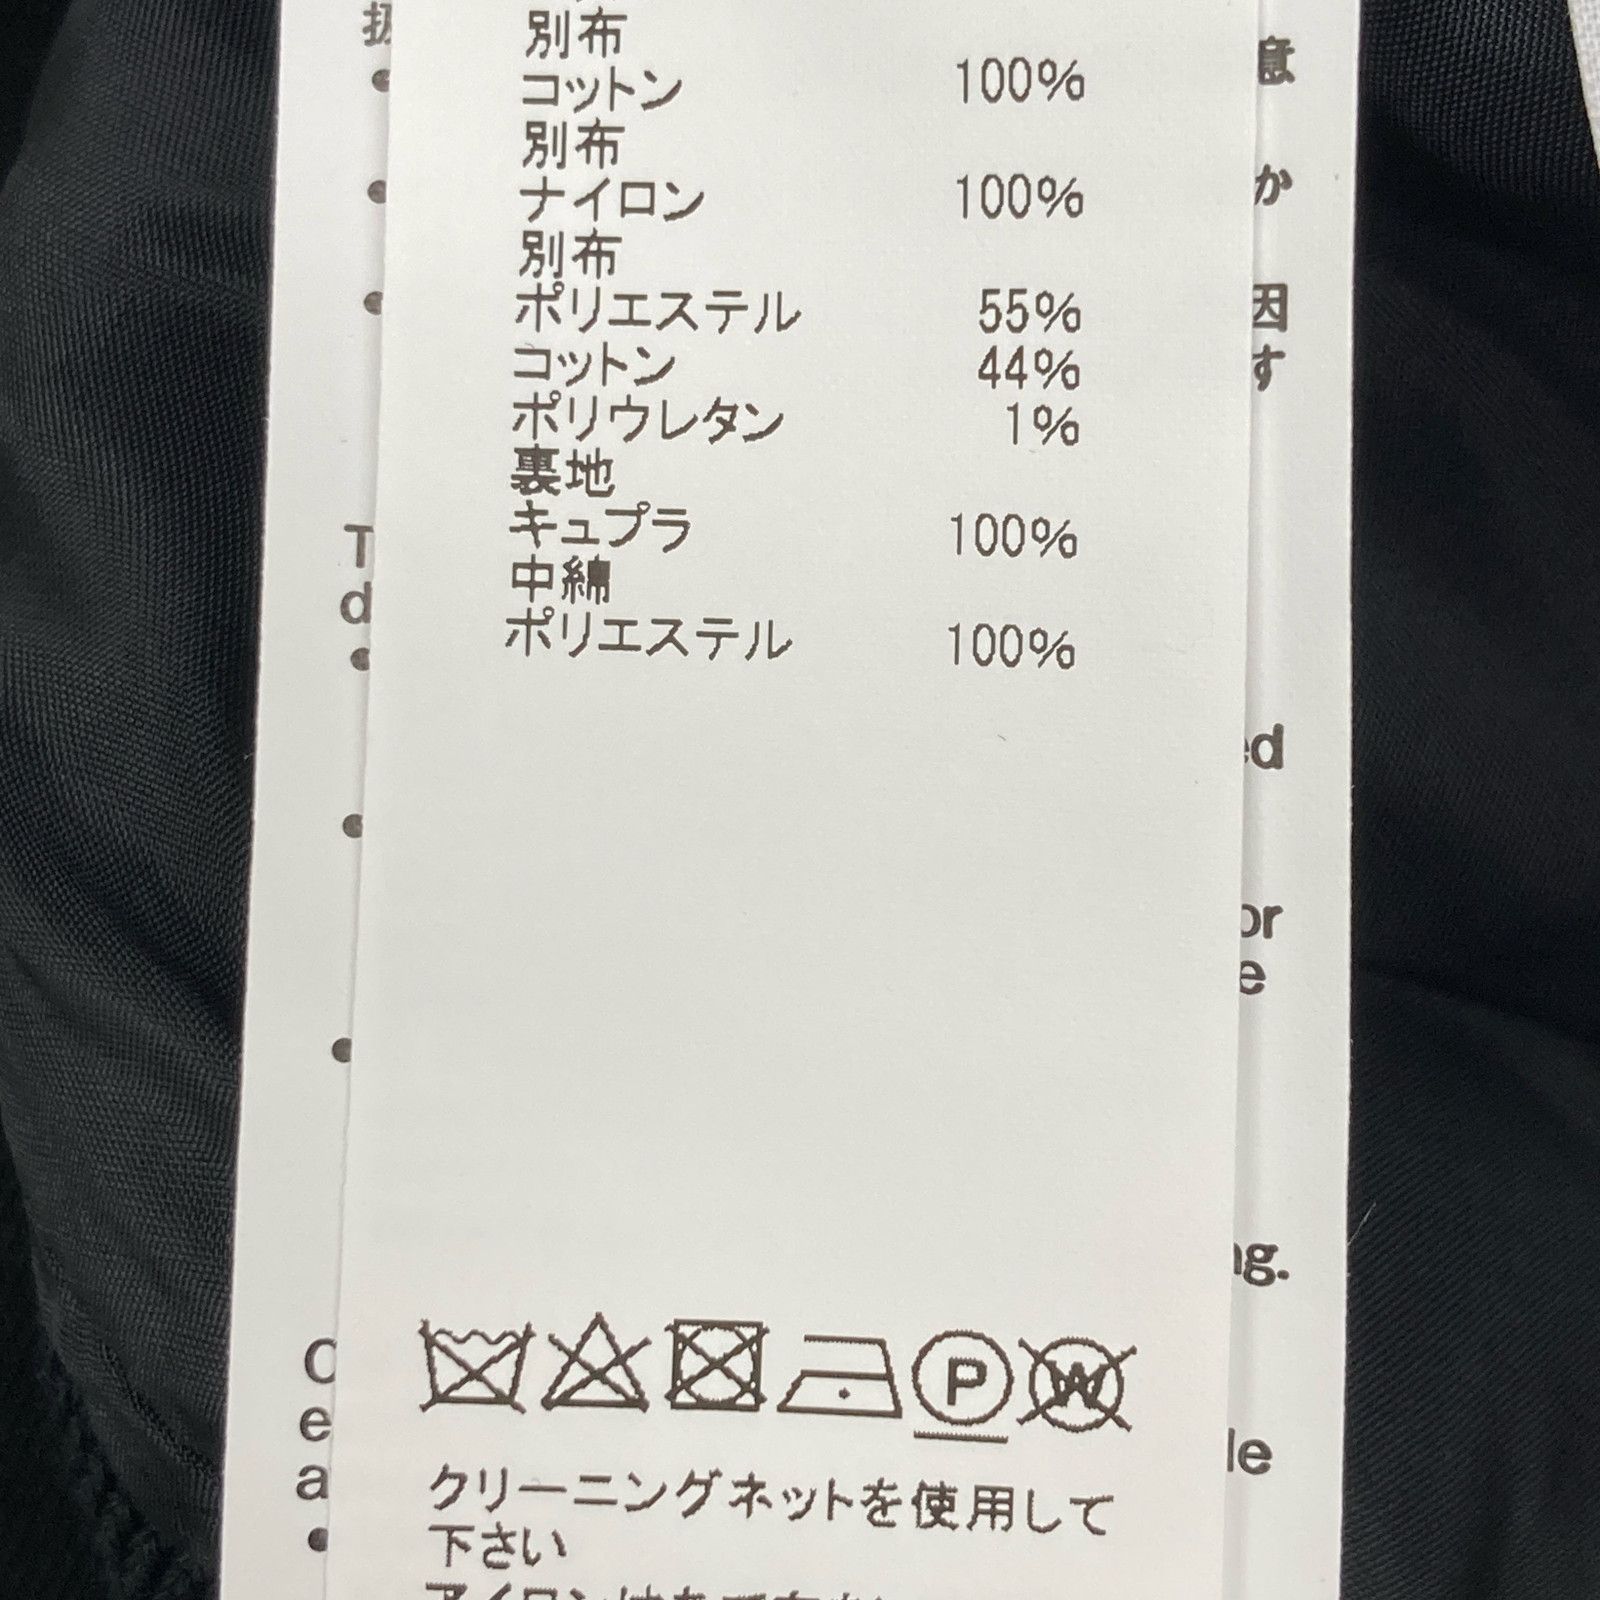 別布
コットン 100%
別布
ナイロン 100%
別布
ポリエステル 55%
コットン 44%
ポリウレタン 1%
裏地
キュプラ 100%
中綿
ポリエステル 100%
P W
クリーニングネットを使用して
下さい